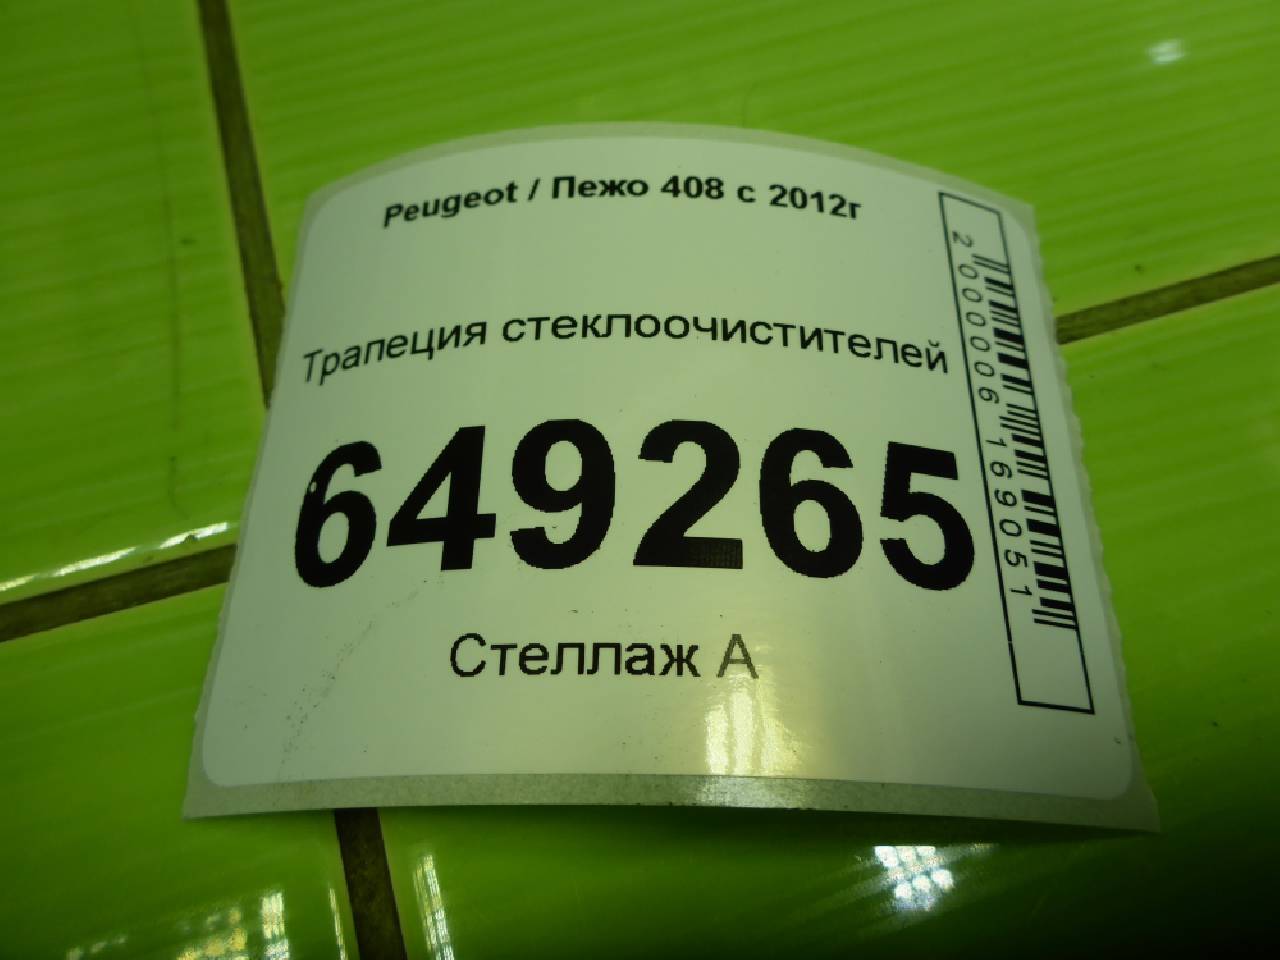 Peugeot / Пежо 408 с 2012г
Трапеция стеклоочистителей
649265
Стеллаж А
2000006169051